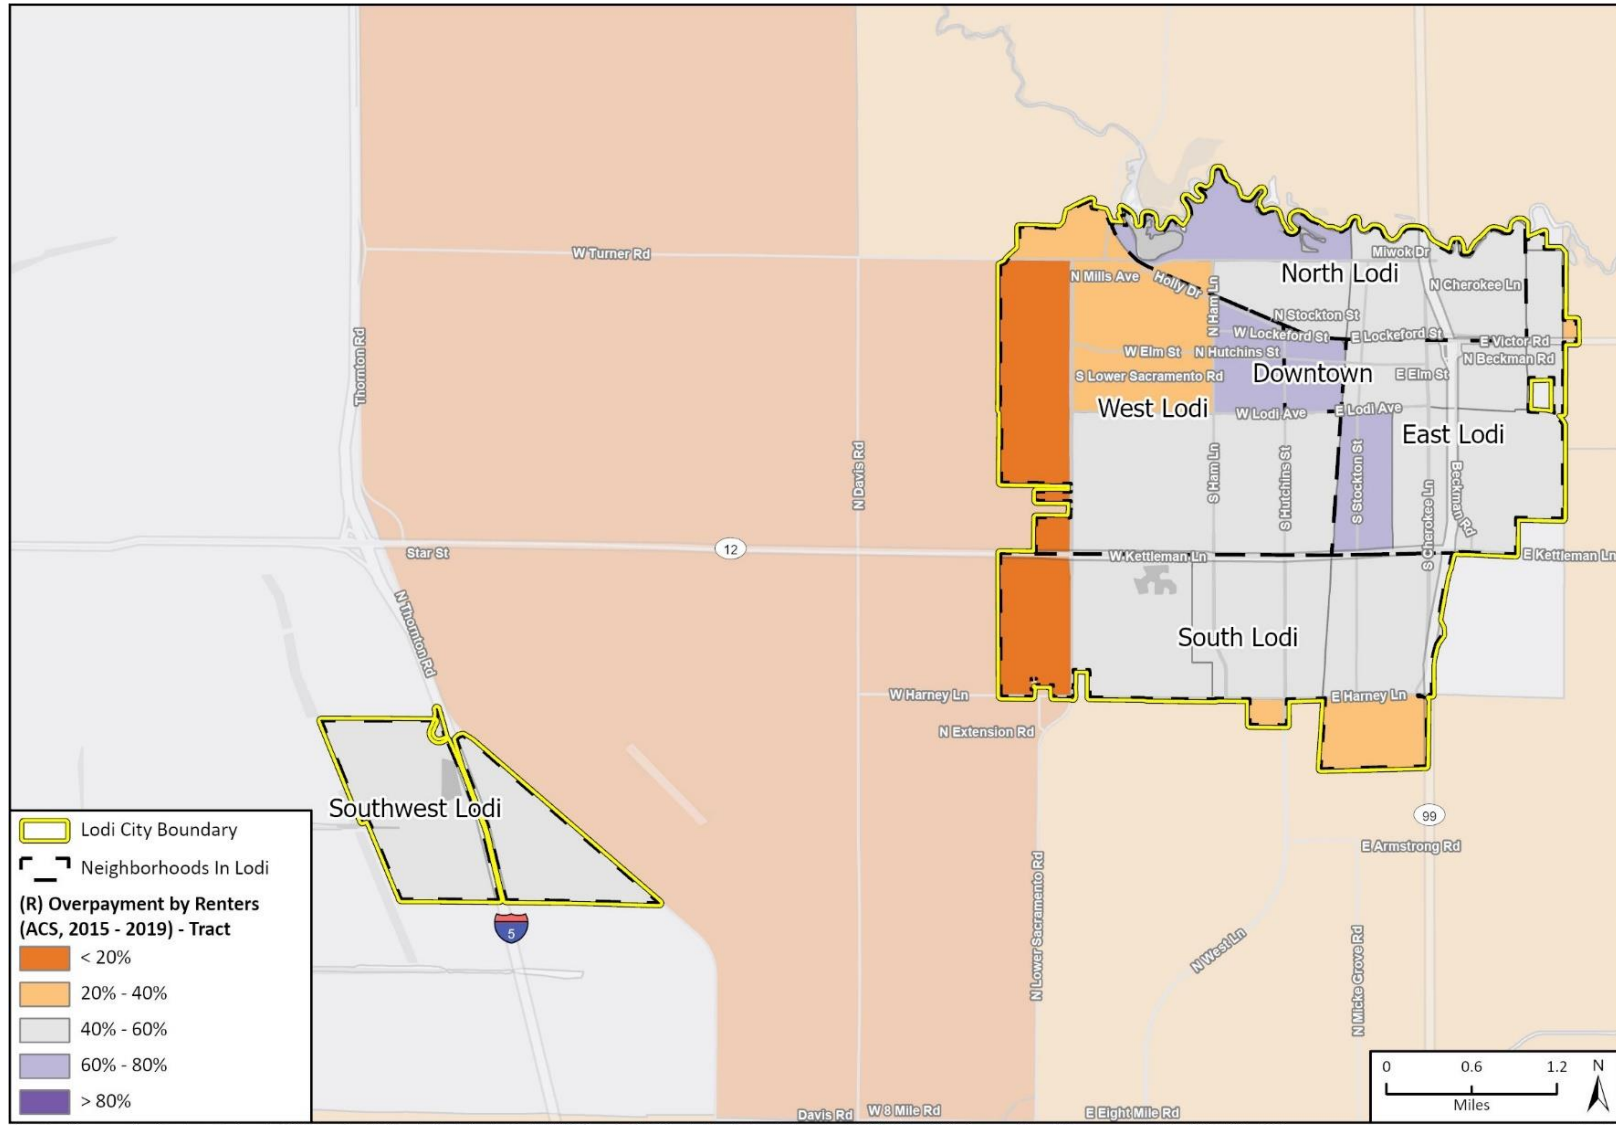 W Turner Rd
Miwok Dr
North Lodi
N Mills Ave
Holly Dr
N Ham Ln
N Cherokee Ln
N Stockton St
W Lockeford St
E Lockeford St
E Victor Rd
Thornton Rd
W Elm St
N Hutchins St
N Beckman Rd
S Lower Sacramento Rd
Downtown
E Elm St
West Lodi
W Lodi Ave
E Lodi Ave
East Lodi
N Davis Rd
S Ham Ln
S Hutchins St
S Stockton St
S Cherokee Ln
Beckman Rd
Star St
12
W Kettleman Ln
E Kettleman Ln
N Thornton Rd
South Lodi
W Harney Ln
E Harney Ln
N Extension Rd
Southwest Lodi
99
E Armstrong Rd
5
N Lower Sacramento Rd
N West Ln
N Micke Grove Rd
Davis Rd
W 8 Mile Rd
E Eight Mile Rd
Lodi City Boundary
Neighborhoods In Lodi
(R) Overpayment by Renters
(ACS, 2015 - 2019) - Tract
< 20%
20% - 40%
40% - 60%
60% - 80%
> 80%
0 0.6 1.2 N
Miles